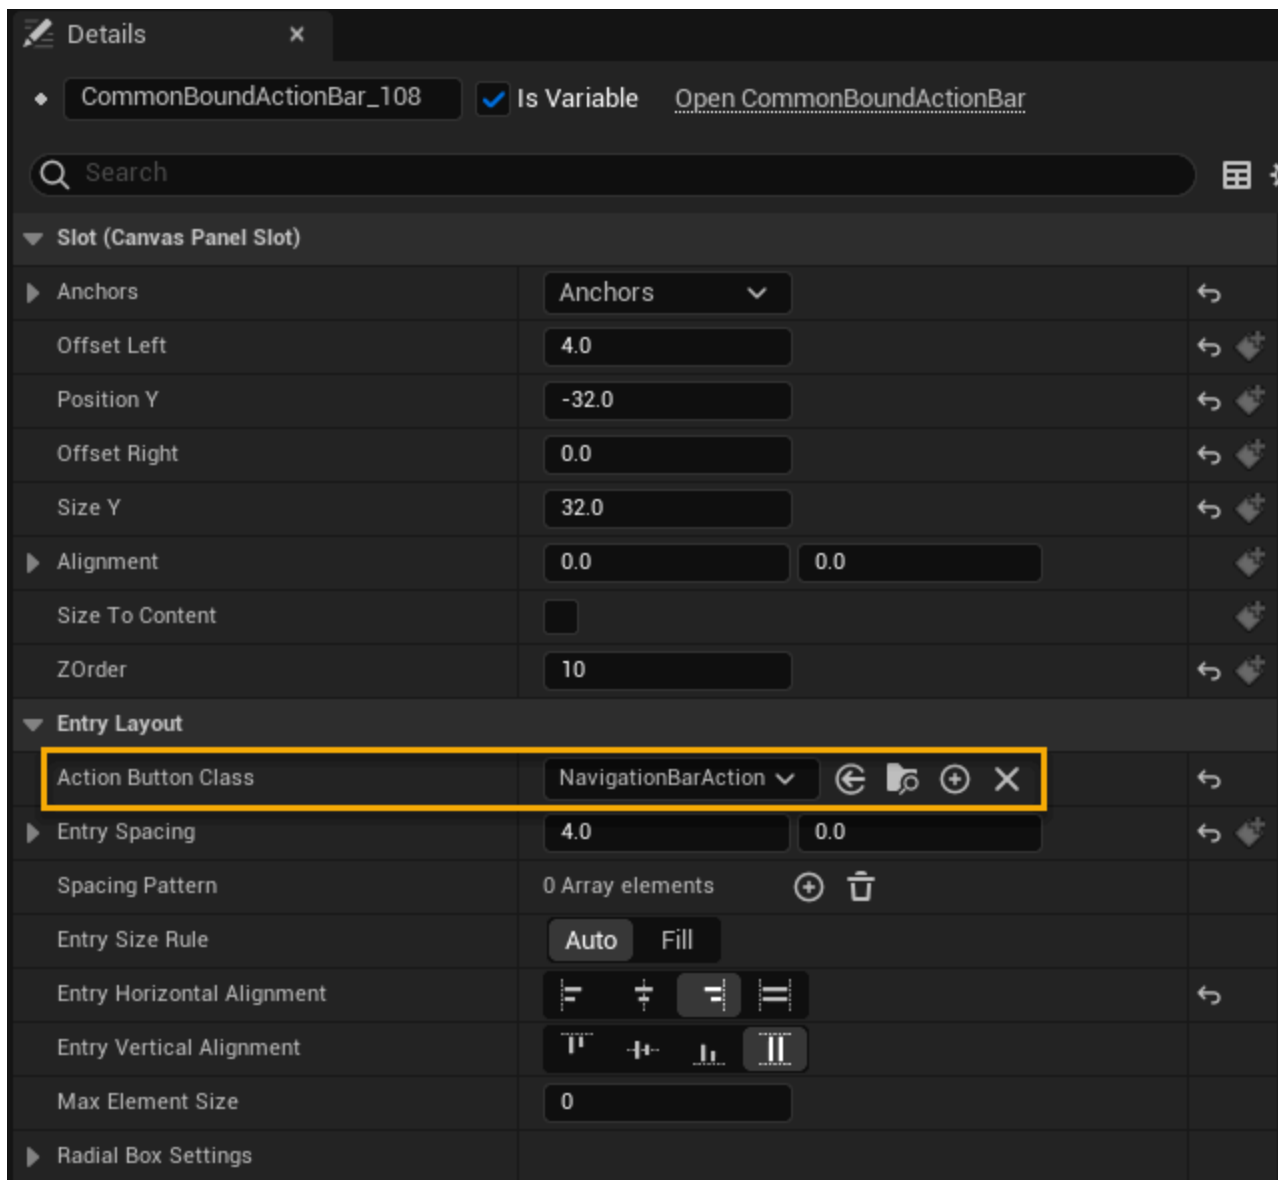 Details
CommonBoundActionBar_108 Is Variable Open CommonBoundActionBar
Search
Slot (Canvas Panel Slot)
Anchors Anchors
Offset Left 4.0
Position Y -32.0
Offset Right 0.0
Size Y 32.0
Alignment 0.0 0.0
Size To Content
ZOrder 10
Entry Layout
Action Button Class NavigationBarAction
Entry Spacing 4.0 0.0
Spacing Pattern 0 Array elements
Entry Size Rule Auto Fill
Entry Horizontal Alignment
Entry Vertical Alignment
Max Element Size 0
Radial Box Settings